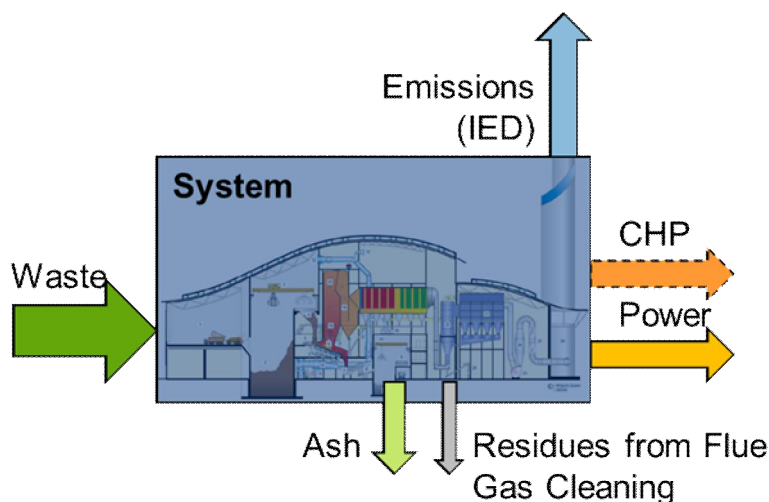 Emissions
(IED)
System
CHP
Waste
Power
Ash
Residues from Flue
Gas Cleaning